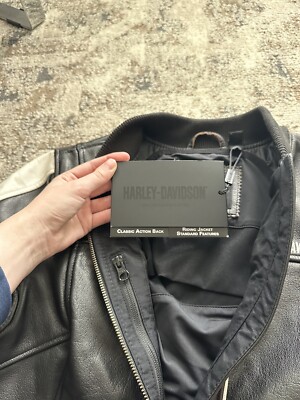 HARLEY-DAVIDSON
CLASSIC ACTION BACK
RIDING JACKET
STANDARD FEATURES